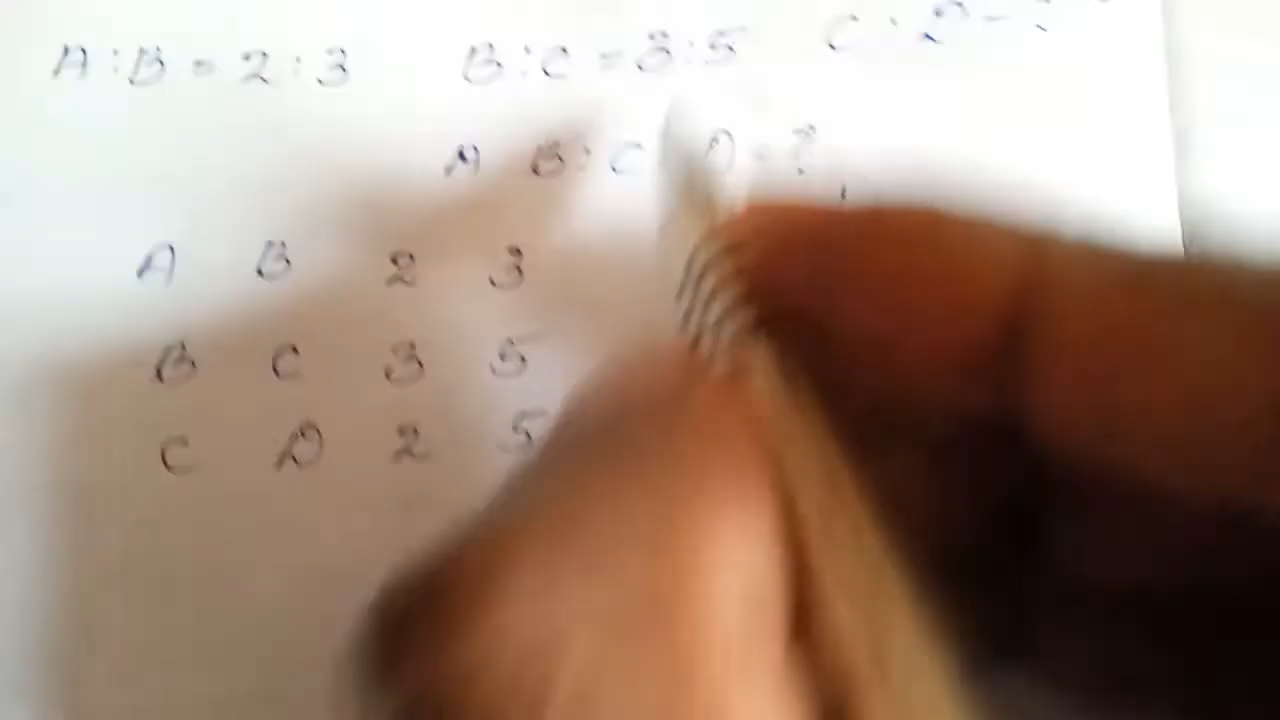 A:B = 2:3 B:C = 3:5 C:D =
A B:C D = ?
A B 2 3
B C 3 5
C D 2 5